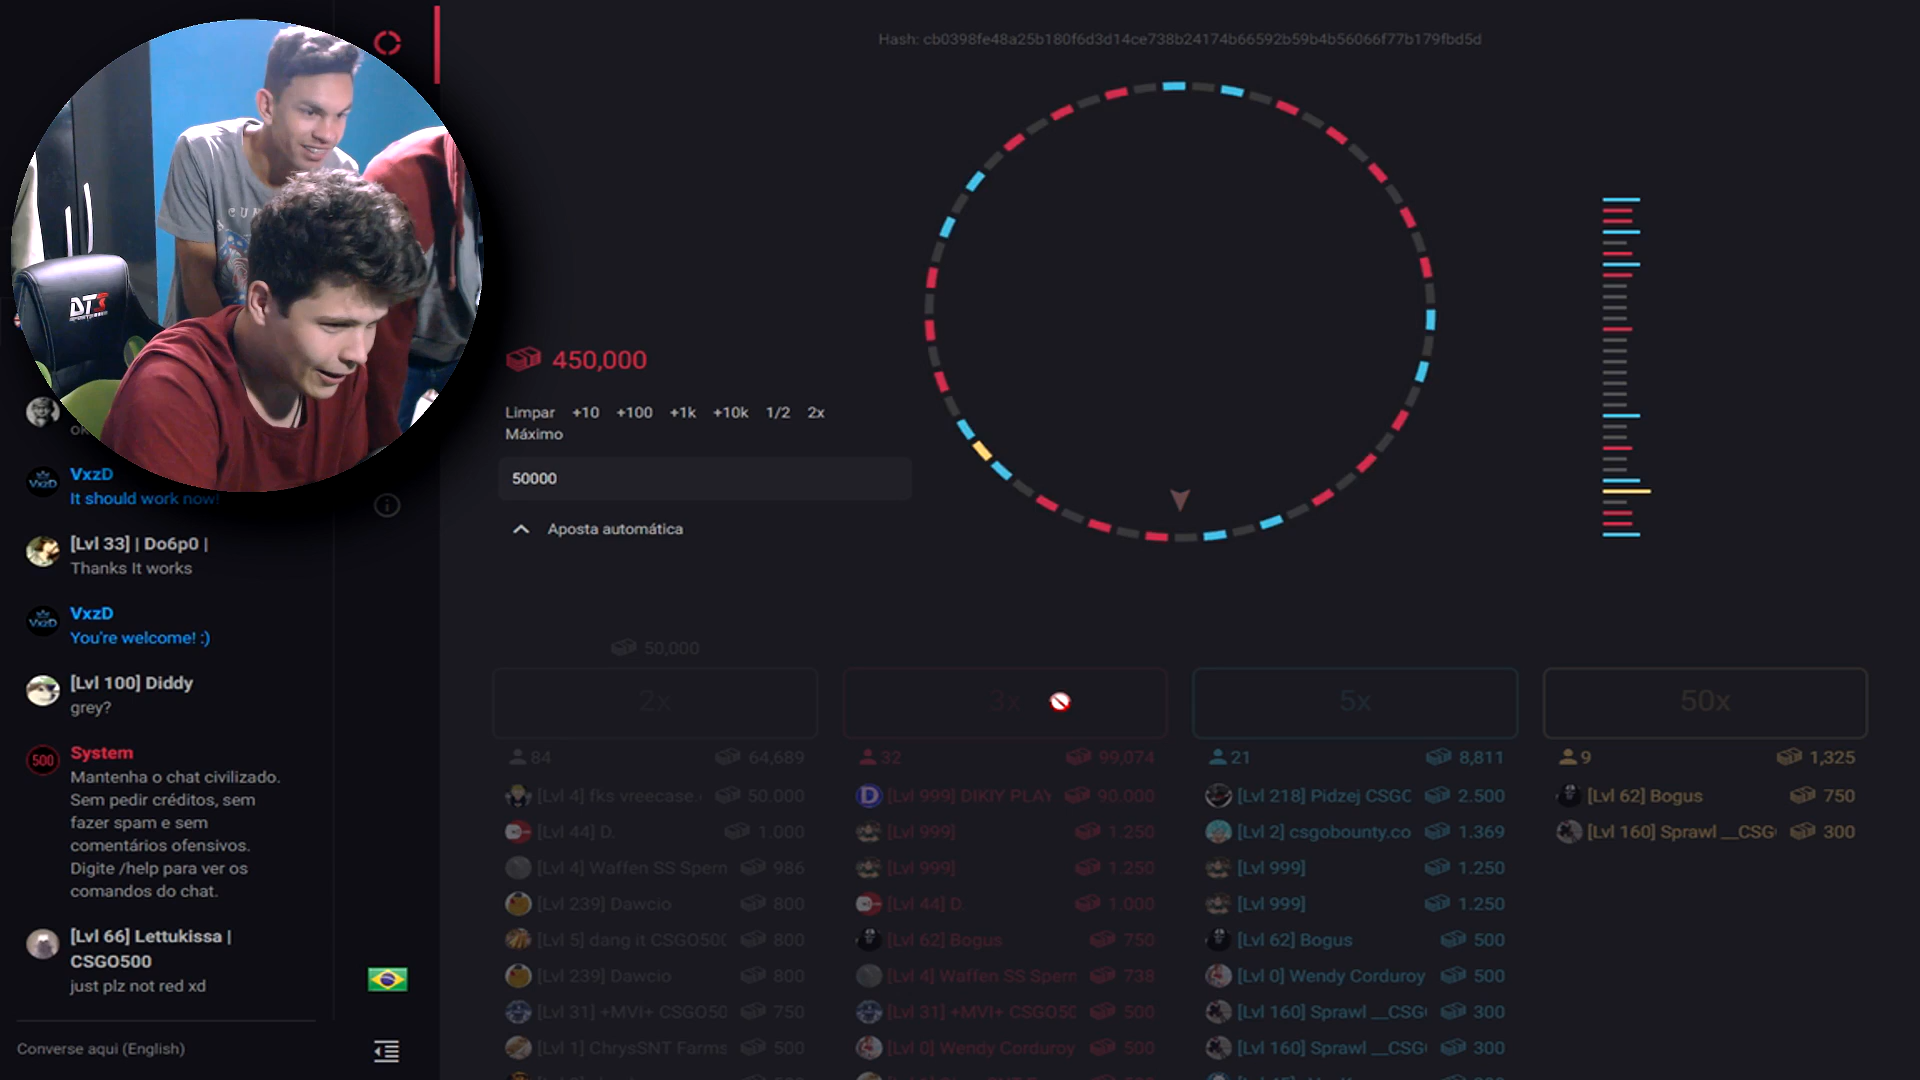 Hash: cb0398fe48a25b180f6d3d14ce738b24174b66592b59b4b56066f77b179fbd5d
DT3
CUN
450,000
Limpar +10 +100 +1k +10k 1/2 2x
Máximo
50000
Aposta automática
VxzD
It should work now!
[Lvl 33] | Do6p0 |
Thanks It works
VxzD
You're welcome! :)
[Lvl 100] Diddy
grey?
500
System
Mantenha o chat civilizado.
Sem pedir créditos, sem
fazer spam e sem
comentários ofensivos.
Digite /help para ver os
comandos do chat.
[Lvl 66] Lettukissa |
CSGO500
just plz not red xd
Converse aqui (English)
50,000
2x
84 64,689
[Lvl 4] fks vreecase. 50.000
[Lvl 44] D. 1.000
[Lvl 4] Waffen SS Sperm 986
[Lvl 239] Dawcio 800
[Lvl 5] dang it CSGO50 800
[Lvl 239] Dawcio 800
[Lvl 31] +MVI+ CSGO50 750
[Lvl 1] ChrysSNT Farms 500
3x
32 99,074
[Lvl 999] DIKIY PLAY 90.000
[Lvl 999] 1.250
[Lvl 999] 1.250
[Lvl 44] D. 1.000
[Lvl 62] Bogus 750
[Lvl 4] Waffen SS Sperm 738
[Lvl 31] +MVI+ CSGO50 500
[Lvl 0] Wendy Corduroy 500
5x
21 8,811
[Lvl 218] Pidzej CSGO 2.500
[Lvl 2] csgobounty.co 1.369
[Lvl 999] 1.250
[Lvl 999] 1.250
[Lvl 62] Bogus 500
[Lvl 0] Wendy Corduroy 500
[Lvl 160] Sprawl __CSG 300
[Lvl 160] Sprawl __CSG 300
50x
9 1,325
[Lvl 62] Bogus 750
[Lvl 160] Sprawl __CSG 300